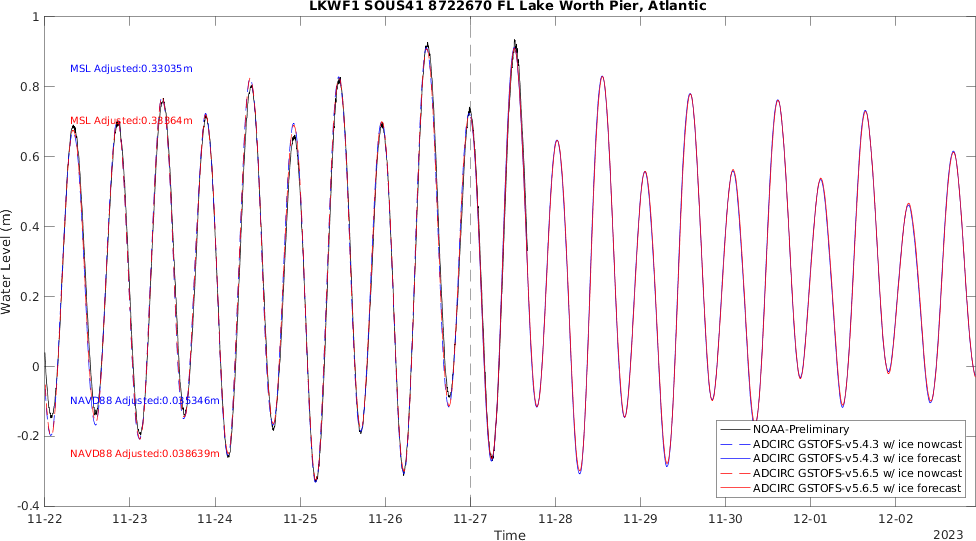 LKWF1 SOUS41 8722670 FL Lake Worth Pier, Atlantic
1
0.8
0.6
0.4
0.2
0
-0.2
-0.4
Water Level (m)
MSL Adjusted:0.33035m
MSL Adjusted:0.33364m
NAVD88 Adjusted:0.035346m
NAVD88 Adjusted:0.038639m
NOAA-Preliminary
ADCIRC GSTOFS-v5.4.3 w/ ice nowcast
ADCIRC GSTOFS-v5.4.3 w/ ice forecast
ADCIRC GSTOFS-v5.6.5 w/ ice nowcast
ADCIRC GSTOFS-v5.6.5 w/ ice forecast
11-22 11-23 11-24 11-25 11-26 11-27 11-28 11-29 11-30 12-01 12-02
Time
2023